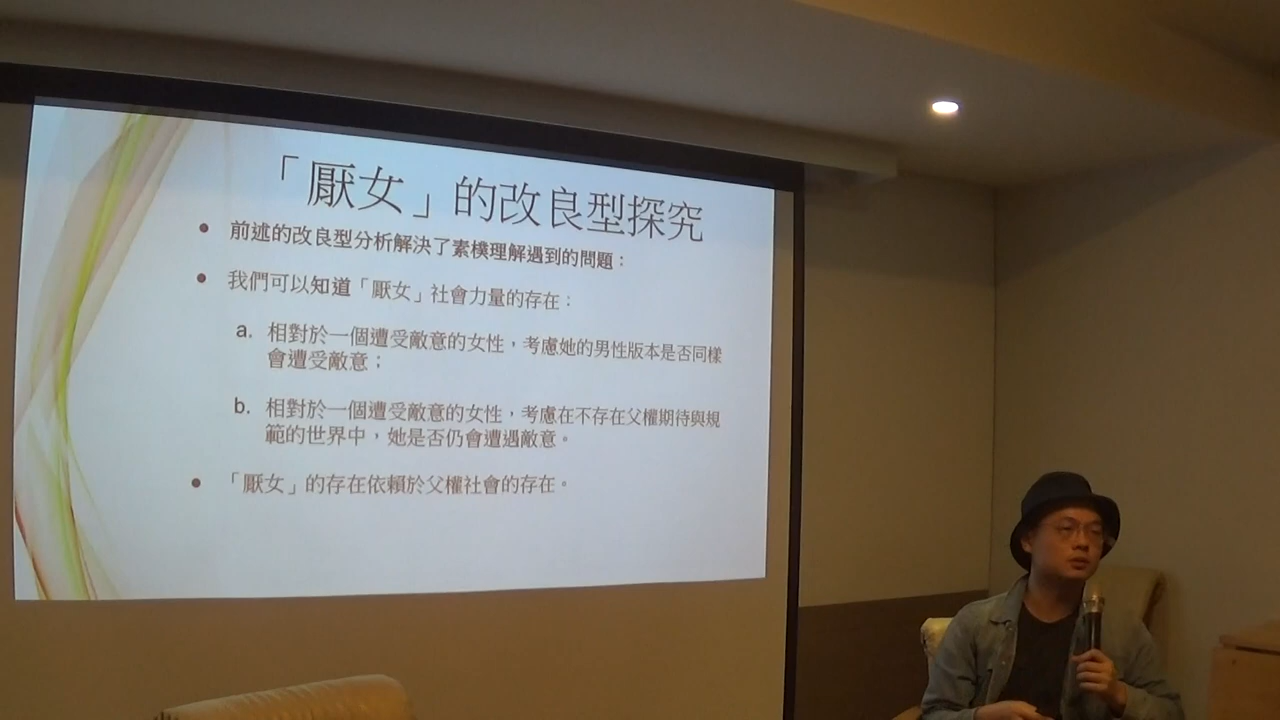 「厭女」的改良型探究
• 前述的改良型分析解決了素樸理解遇到的問題：
• 我們可以知道「厭女」社會力量的存在：
a. 相對於一個遭受敵意的女性，考慮她的男性版本是否同樣
會遭受敵意；
b. 相對於一個遭受敵意的女性，考慮在不存在父權期待與規
範的世界中，她是否仍會遭遇敵意。
• 「厭女」的存在依賴於父權社會的存在。